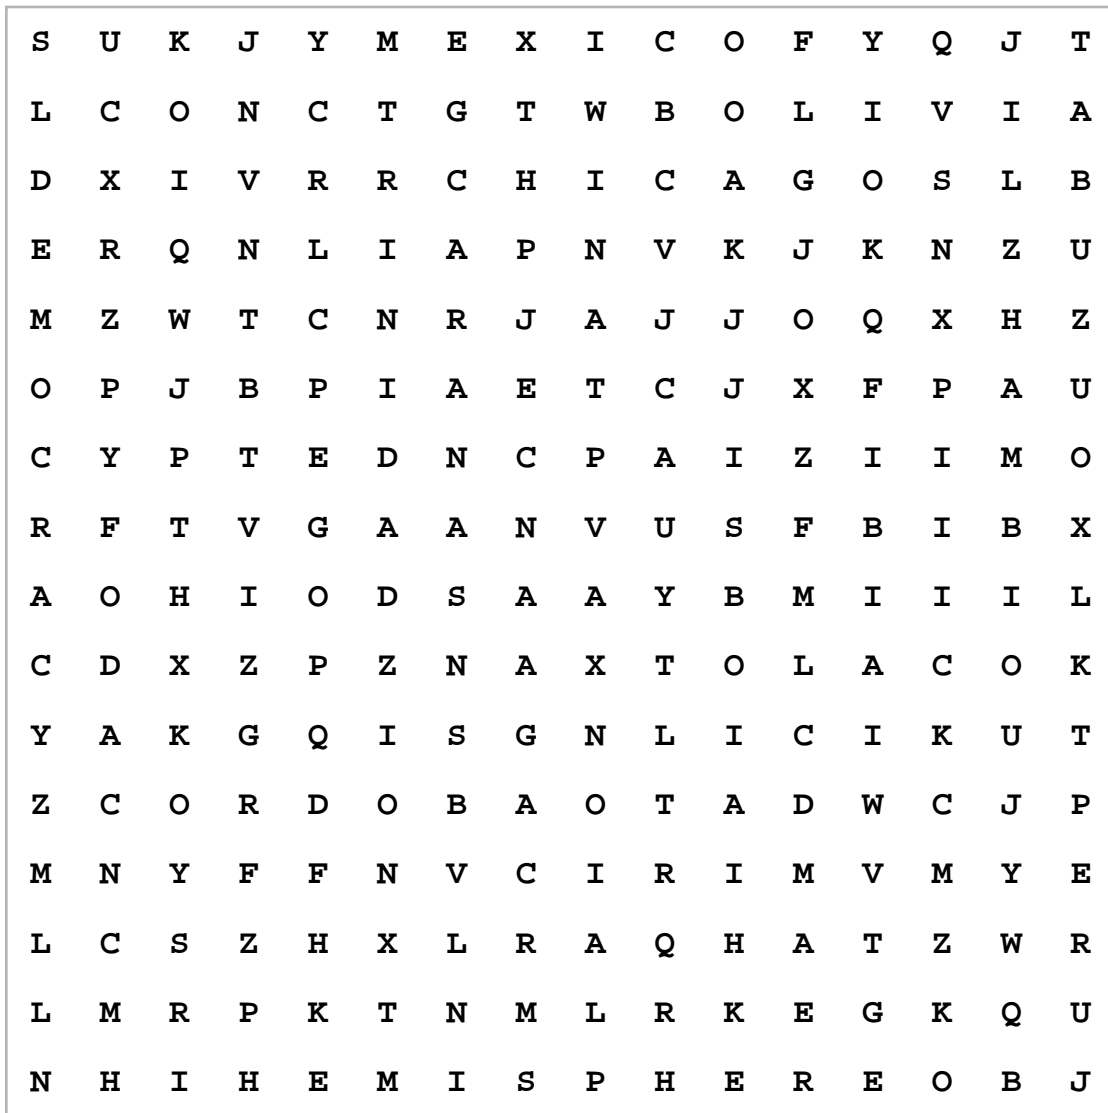 S U K J Y M E X I C O F Y Q J T
L C O N C T G T W B O L I V I A
D X I V R R C H I C A G O S L B
E R Q N L I A P N V K J K N Z U
M Z W T C N R J A J J O Q X H Z
O P J B P I A E T C J X F P A U
C Y P T E D N C P A I Z I I M O
R F T V G A A N V U S F B I B X
A O H I O D S A A Y B M I I I L
C D X Z P Z N A X T O L A C O K
Y A K G Q I S G N L I C I K U T
Z C O R D O B A O T A D W C J P
M N Y F F N V C I R I M V M Y E
L C S Z H X L R A Q H A T Z W R
L M R P K T N M L R K E G K Q U
N H I H E M I S P H E R E O B J